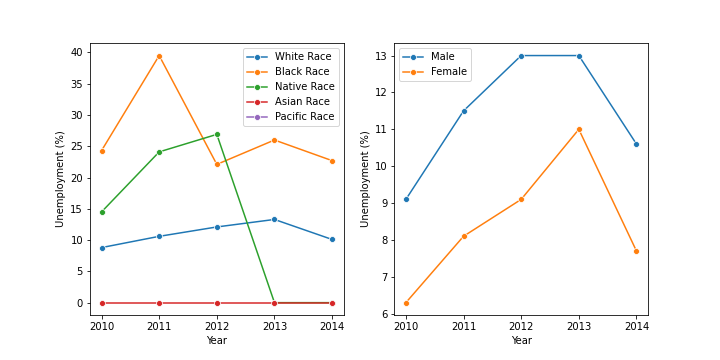 40
35
30
25
20
15
10
5
0
Unemployment (%)
2010 2011 2012 2013 2014
Year
White Race
Black Race
Native Race
Asian Race
Pacific Race
13
12
11
10
9
8
7
6
Unemployment (%)
2010 2011 2012 2013 2014
Year
Male
Female